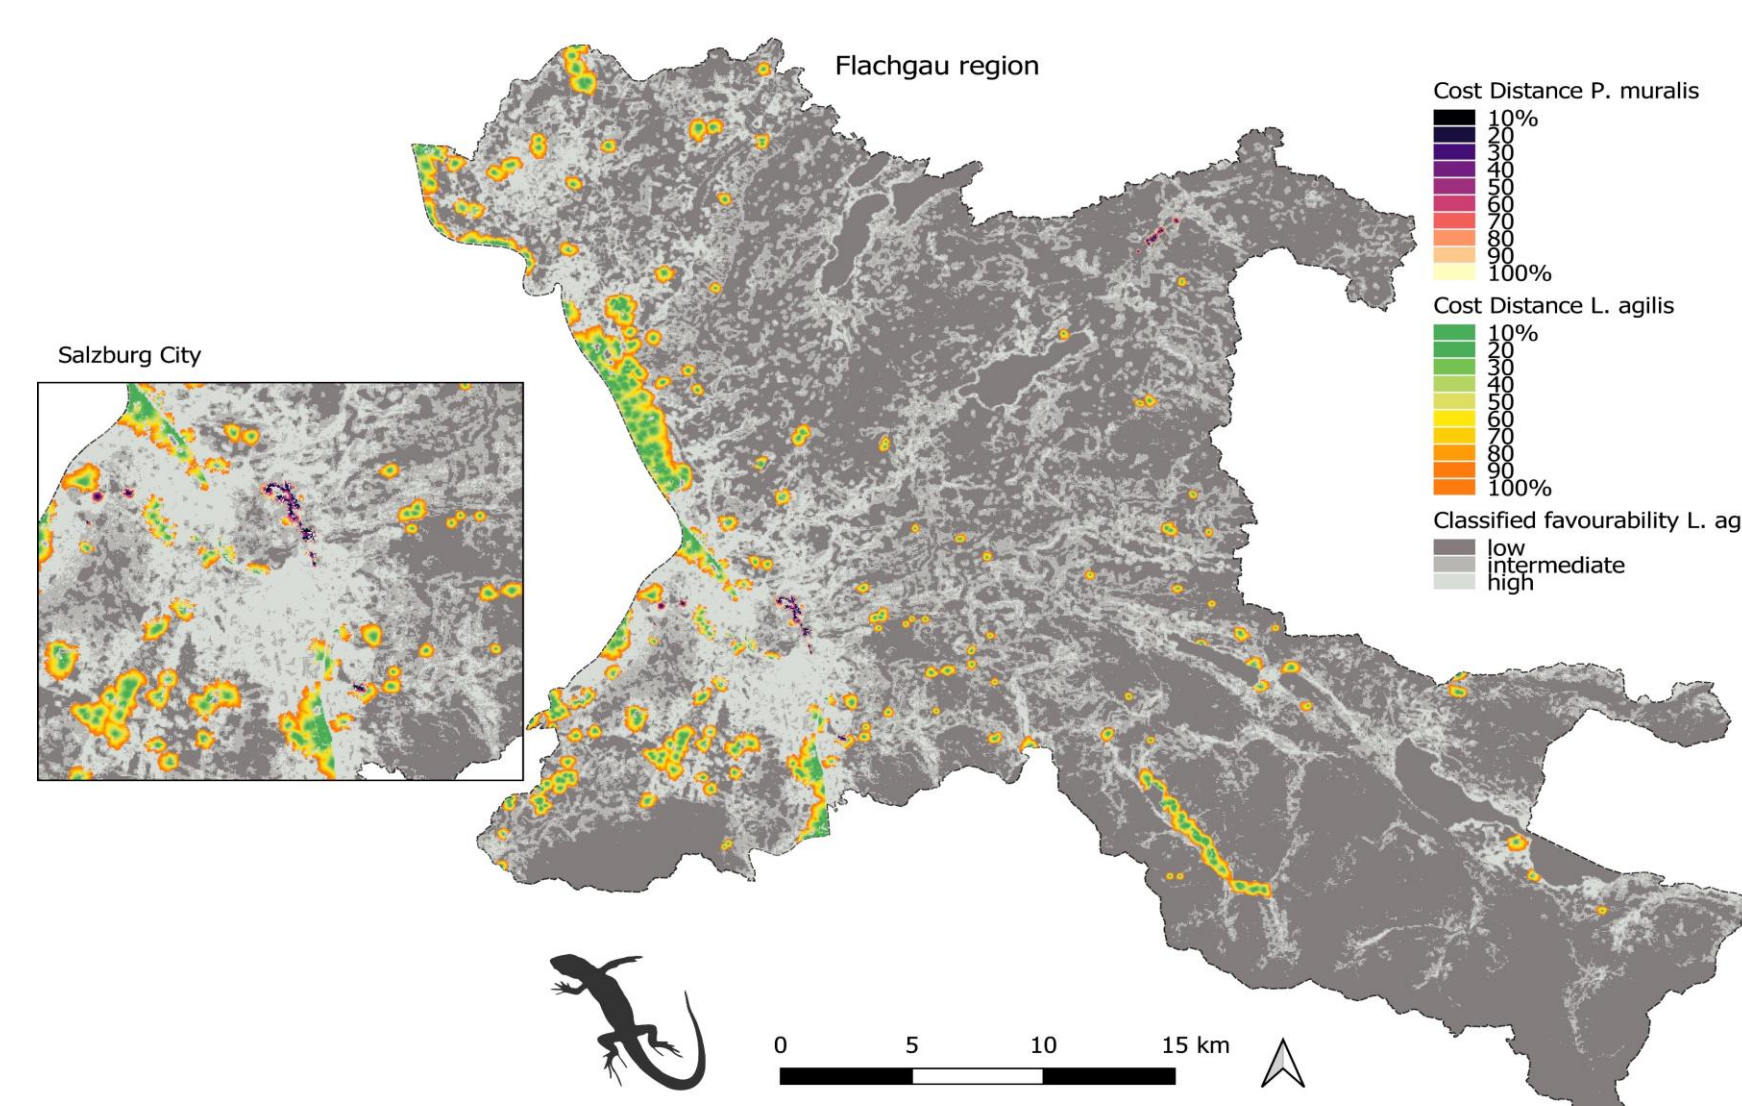 Flachgau region
Salzburg City
Cost Distance P. muralis
10%
20
30
40
50
60
70
80
90
100%
Cost Distance L. agilis
10%
20
30
40
50
60
70
80
90
100%
Classified favourability L. ag
low
intermediate
high
0 5 10 15 km